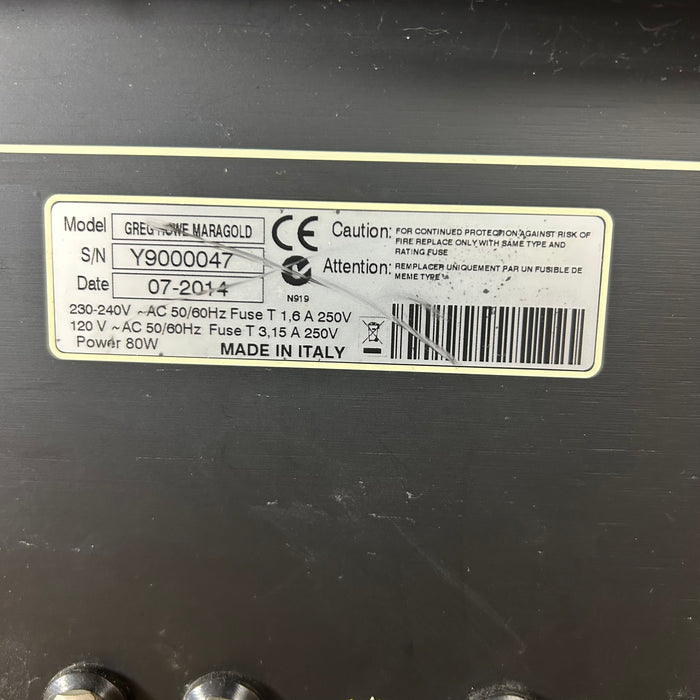 Model GREG HOWE MARAGOLD
S/N Y9000047
Date 07-2014
CE
N919
Caution: FOR CONTINUED PROTECTION AGAINST RISK OF
FIRE REPLACE ONLY WITH SAME TYPE AND
RATING FUSE
Attention: REMPLACER UNIQUEMENT PAR UN FUSIBLE DE
MEME TYPE
230-240V ~AC 50/60Hz Fuse T 1,6 A 250V
120 V ~AC 50/60Hz Fuse T 3,15 A 250V
Power 80W
MADE IN ITALY